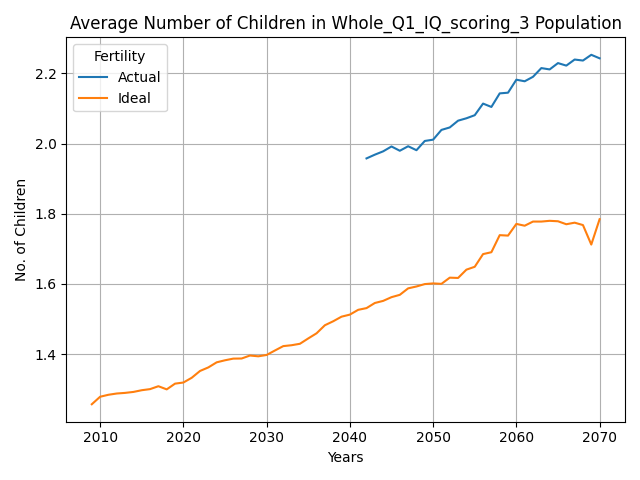 Average Number of Children in Whole_Q1_IQ_scoring_3 Population
Fertility
Actual
Ideal
No. of Children
2.2
2.0
1.8
1.6
1.4
2010 2020 2030 2040 2050 2060 2070
Years